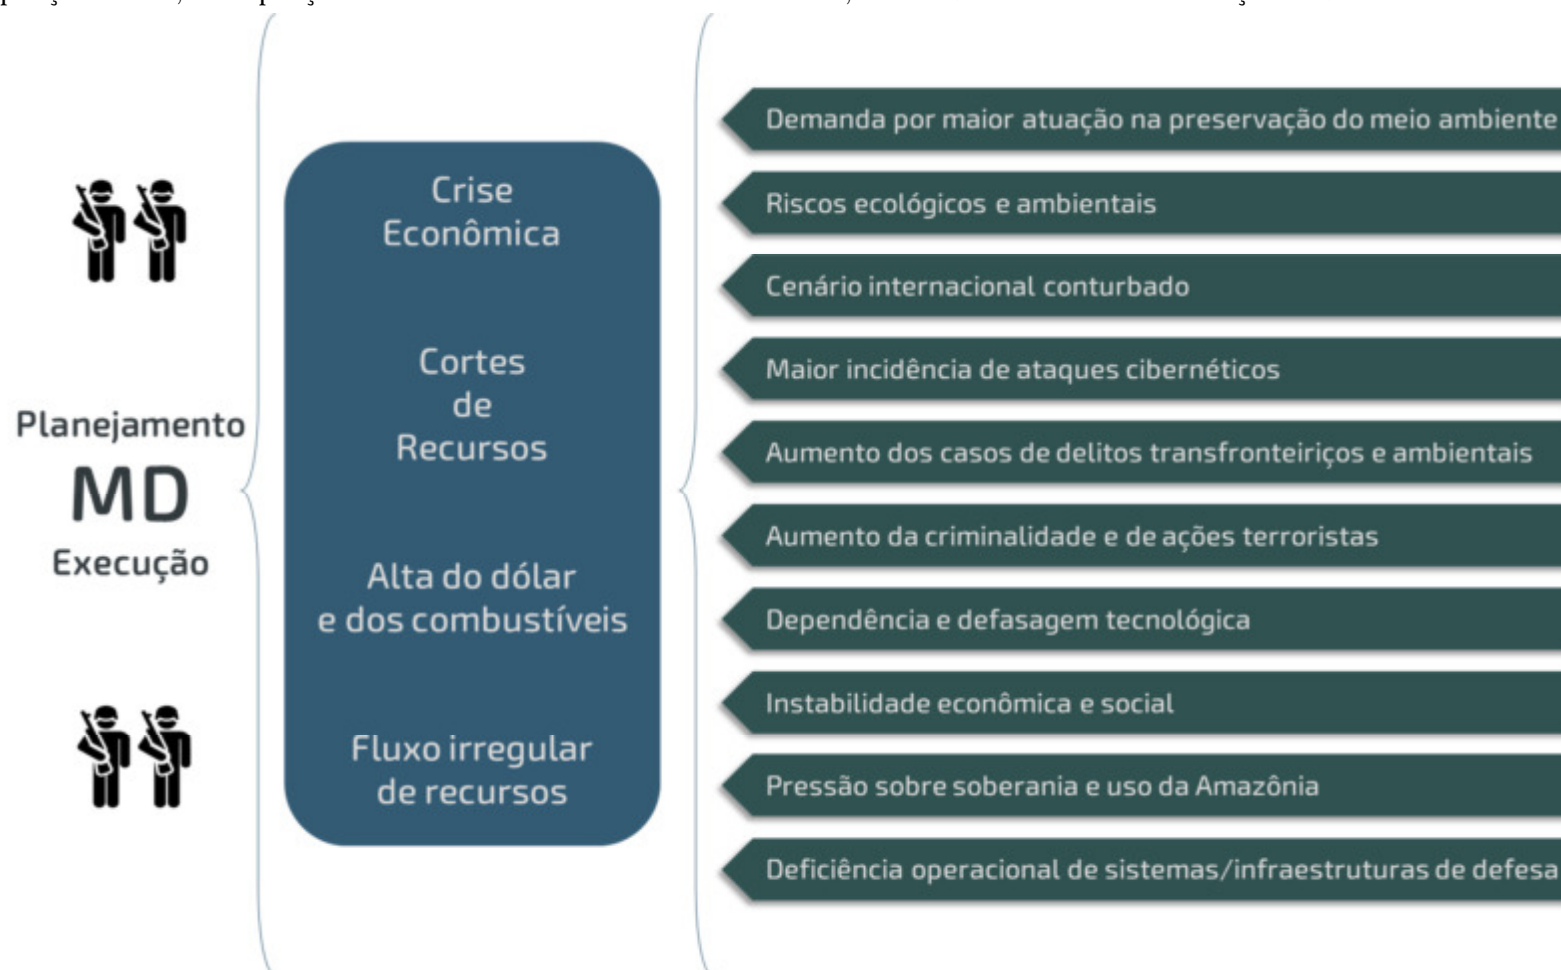 Planejamento
MD
Execução
Crise
Econômica
Cortes
de
Recursos
Alta do dólar
e dos combustíveis
Fluxo irregular
de recursos
Demanda por maior atuação na preservação do meio ambiente
Riscos ecológicos e ambientais
Cenário internacional conturbado
Maior incidência de ataques cibernéticos
Aumento dos casos de delitos transfronteiriços e ambientais
Aumento da criminalidade e de ações terroristas
Dependência e defasagem tecnológica
Instabilidade econômica e social
Pressão sobre soberania e uso da Amazônia
Deficiência operacional de sistemas/infraestruturas de defesa